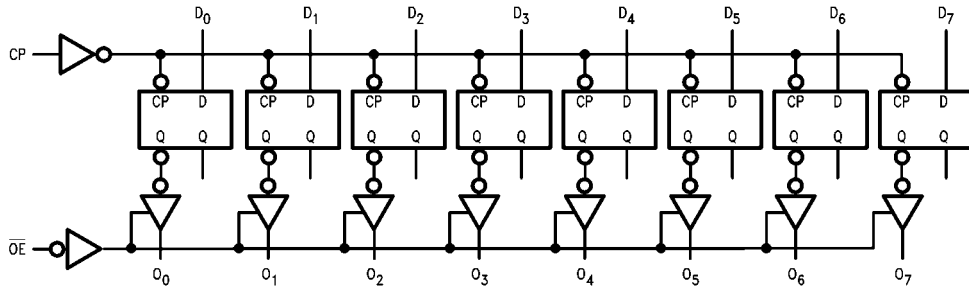 D0 D1 D2 D3 D4 D5 D6 D7
CP
CP D CP D CP D CP D CP D CP D CP D CP D
Q Q Q Q Q Q Q Q Q Q Q Q Q Q Q Q
O̅E̅
O0 O1 O2 O3 O4 O5 O6 O7